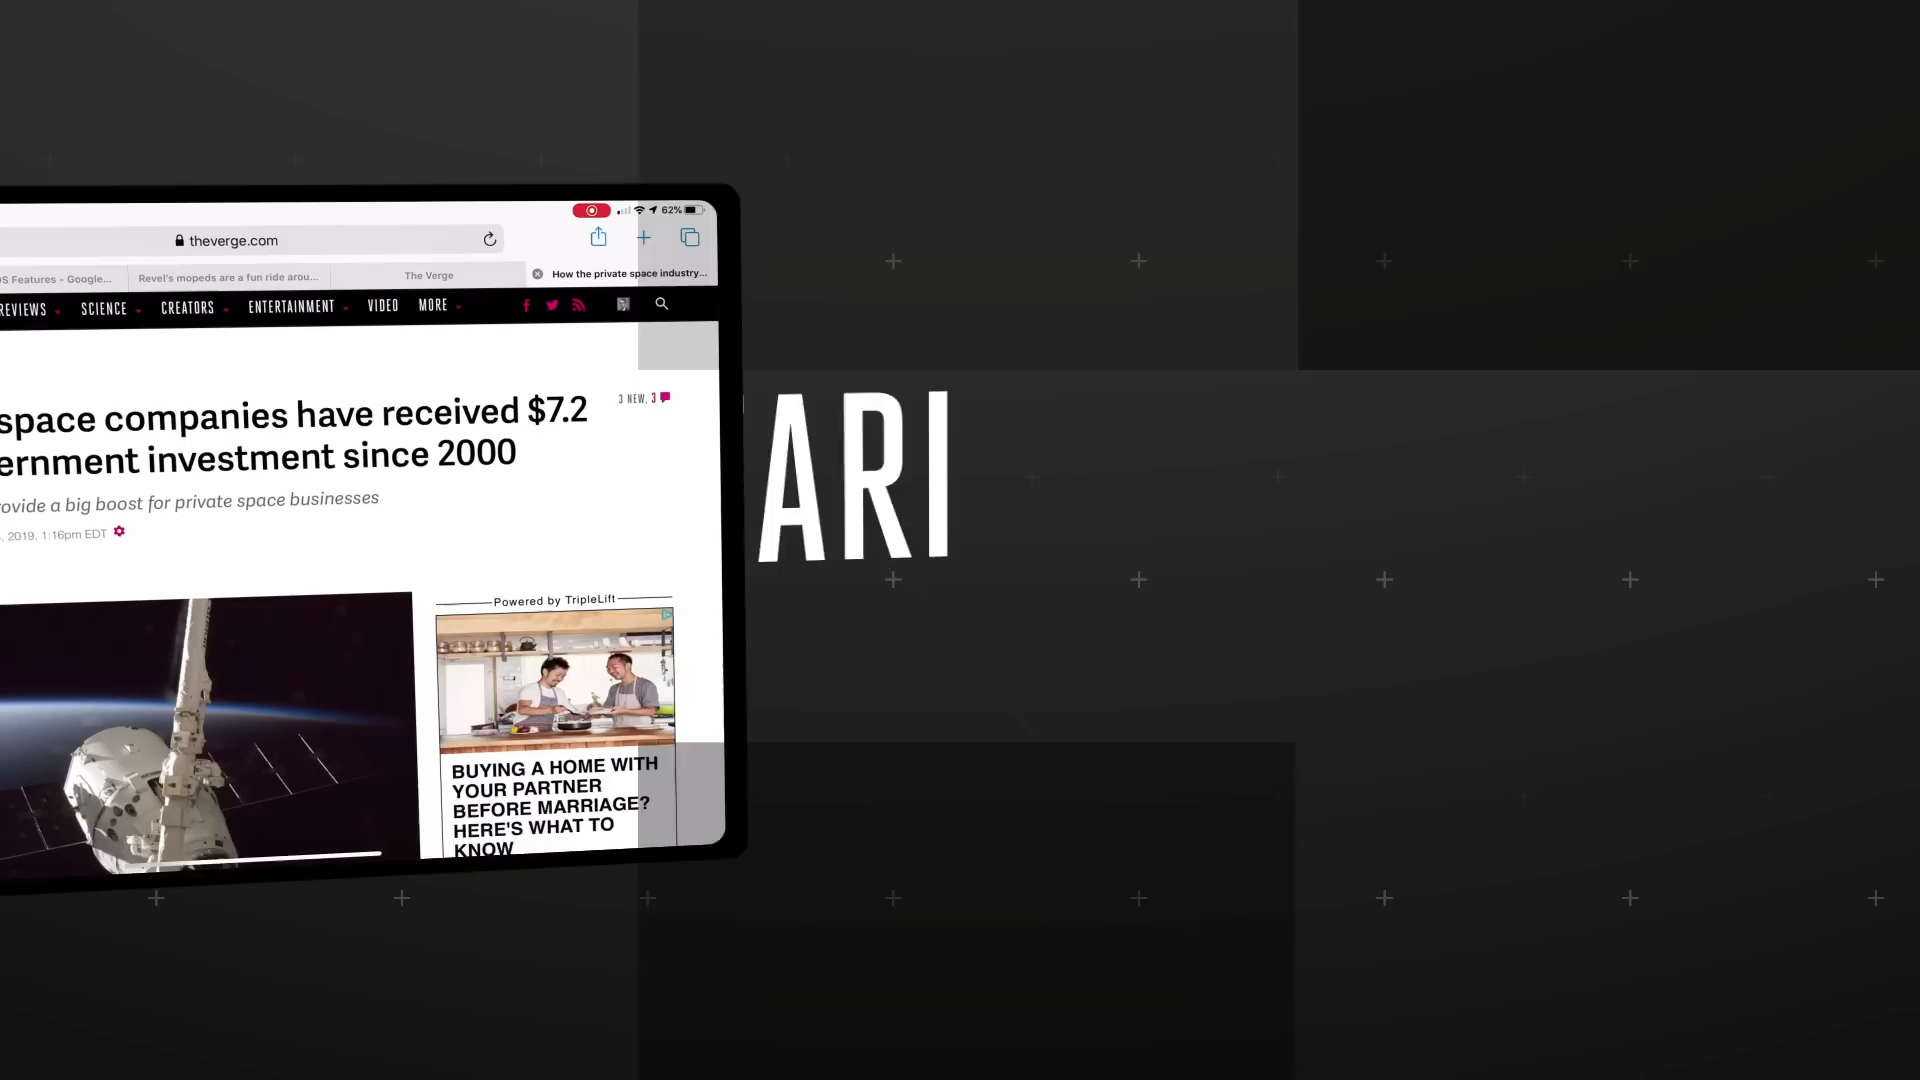 62%
theverge.com
OS Features - Google... Revel's mopeds are a fun ride arou... The Verge How the private space industry...
REVIEWS SCIENCE CREATORS ENTERTAINMENT VIDEO MORE
space companies have received $7.2
3 NEW, 3
ernment investment since 2000
ovide a big boost for private space businesses
, 2019, 1:16pm EDT
ARI
Powered by TripleLift
BUYING A HOME WITH
YOUR PARTNER
BEFORE MARRIAGE?
HERE'S WHAT TO
KNOW